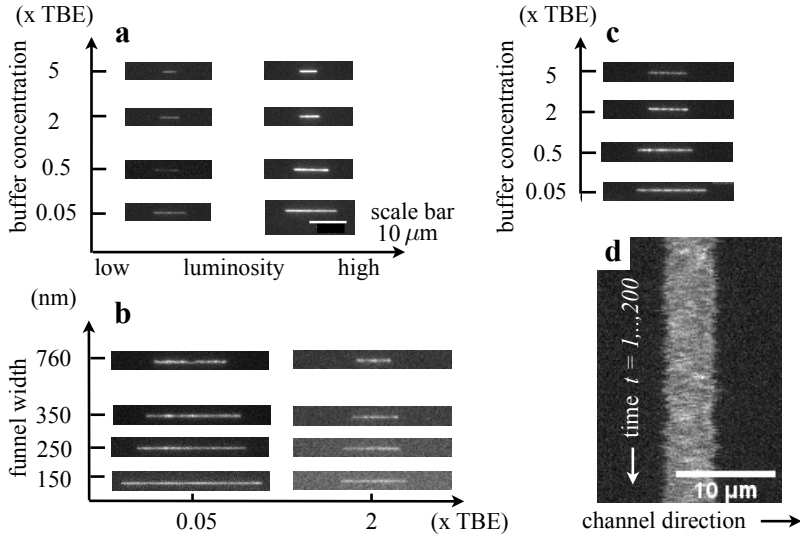 (x TBE)
a
buffer concentration
5
2
0.5
0.05
scale bar
10 μm
low luminosity high
(x TBE)
c
buffer concentration
5
2
0.5
0.05
(nm)
b
funnel width
760
350
250
150
0.05 2 (x TBE)
d
time t = 1,..,200
10 μm
channel direction